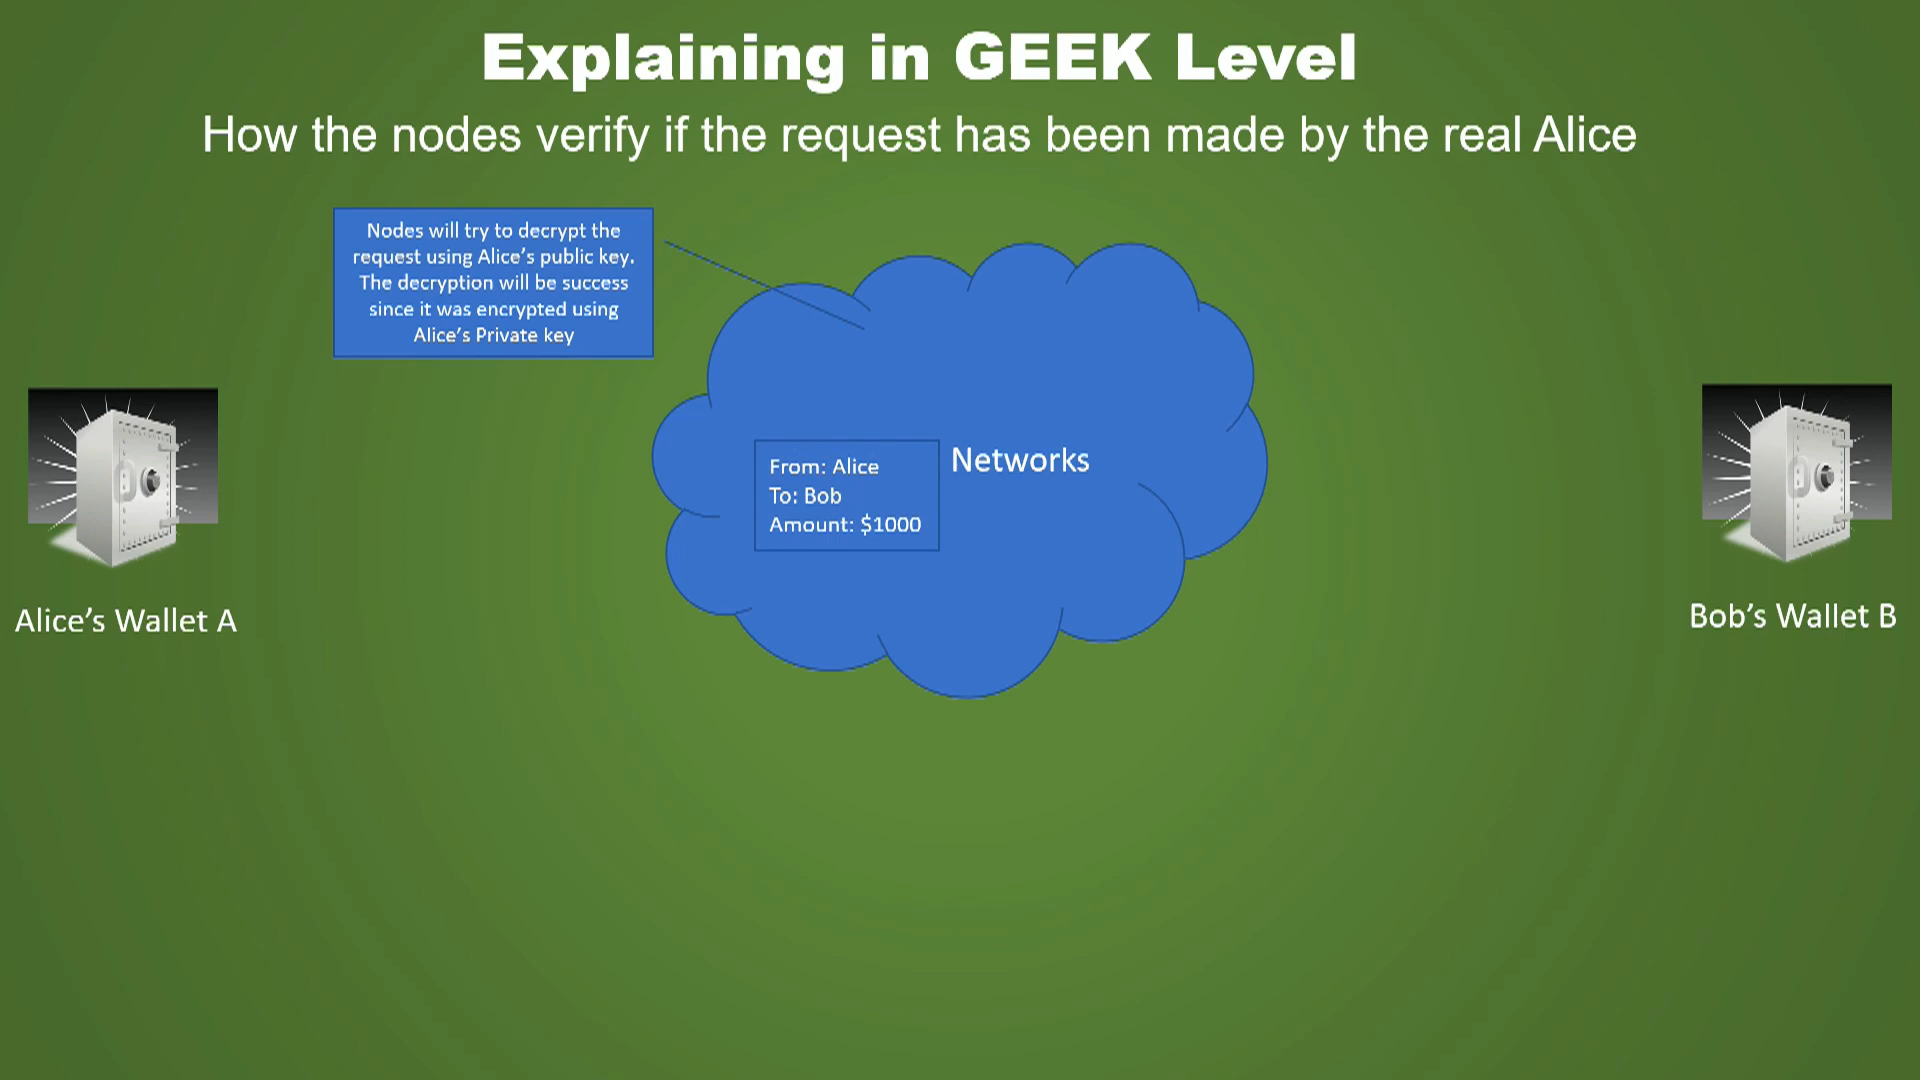 Explaining in GEEK Level
How the nodes verify if the request has been made by the real Alice
Nodes will try to decrypt the
request using Alice’s public key.
The decryption will be success
since it was encrypted using
Alice’s Private key
From: Alice
To: Bob
Amount: $1000
Networks
Alice’s Wallet A
Bob’s Wallet B